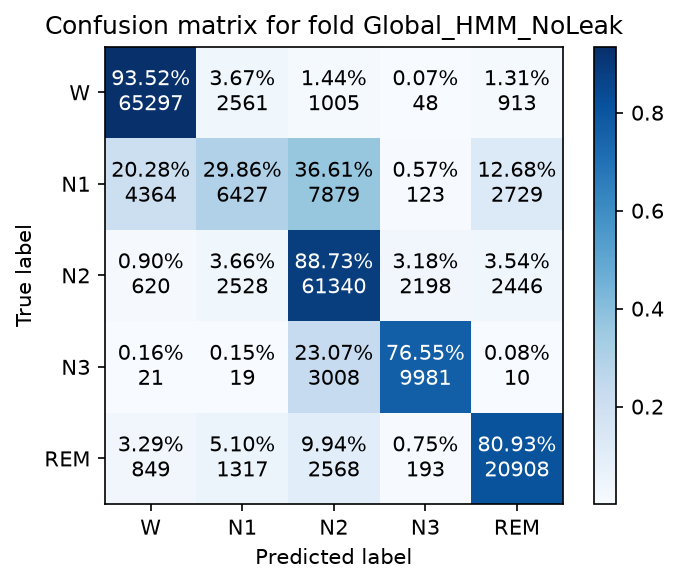 Confusion matrix for fold Global_HMM_NoLeak
W
93.52% 3.67% 1.44% 0.07% 1.31%
65297 2561 1005 48 913
N1
20.28% 29.86% 36.61% 0.57% 12.68%
4364 6427 7879 123 2729
N2
0.90% 3.66% 88.73% 3.18% 3.54%
620 2528 61340 2198 2446
N3
0.16% 0.15% 23.07% 76.55% 0.08%
21 19 3008 9981 10
REM
3.29% 5.10% 9.94% 0.75% 80.93%
849 1317 2568 193 20908
W N1 N2 N3 REM
Predicted label
True label
0.8
0.6
0.4
0.2